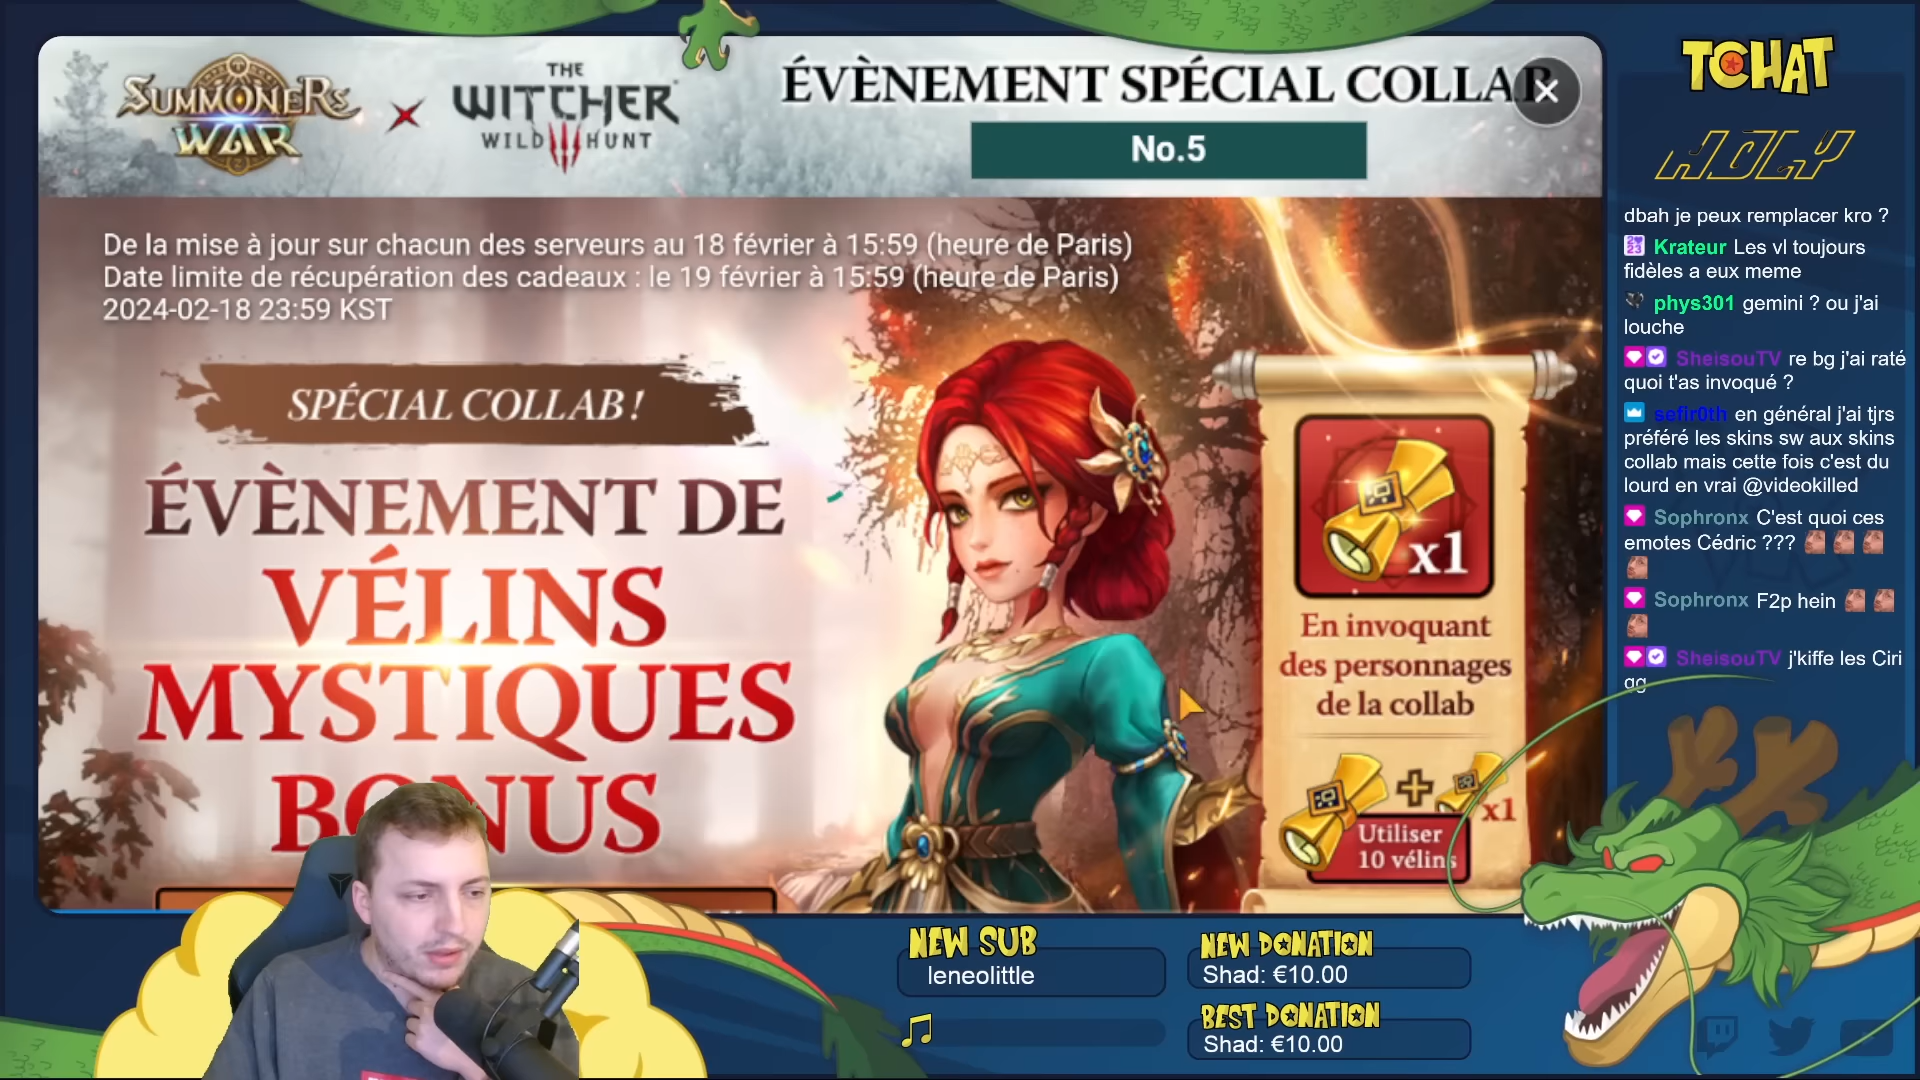 SUMMONERS
WAR
THE
WITCHER
WILD III HUNT
ÉVÈNEMENT SPÉCIAL COLLAB
No.5
De la mise à jour sur chacun des serveurs au 18 février à 15:59 (heure de Paris)
Date limite de récupération des cadeaux : le 19 février à 15:59 (heure de Paris)
2024-02-18 23:59 KST
SPÉCIAL COLLAB !
ÉVÈNEMENT DE
VÉLINS
MYSTIQUES
BONUS
x1
En invoquant
des personnages
de la collab
x1
Utiliser
10 vélins
TCHAT
HOLY
dbah je peux remplacer kro ?
Krateur Les vl toujours
fidèles a eux meme
phys301 gemini ? ou j'ai
louche
SheisouTV re bg j'ai raté
quoi t'as invoqué ?
sefir0th en général j'ai tjrs
préféré les skins sw aux skins
collab mais cette fois c'est du
lourd en vrai @videokilled
Sophronx C'est quoi ces
emotes Cédric ???
Sophronx F2p hein
SheisouTV j'kiffe les Ciri
gg
NEW SUB
leneolittle
NEW DONATION
Shad: €10.00
BEST DONATION
Shad: €10.00